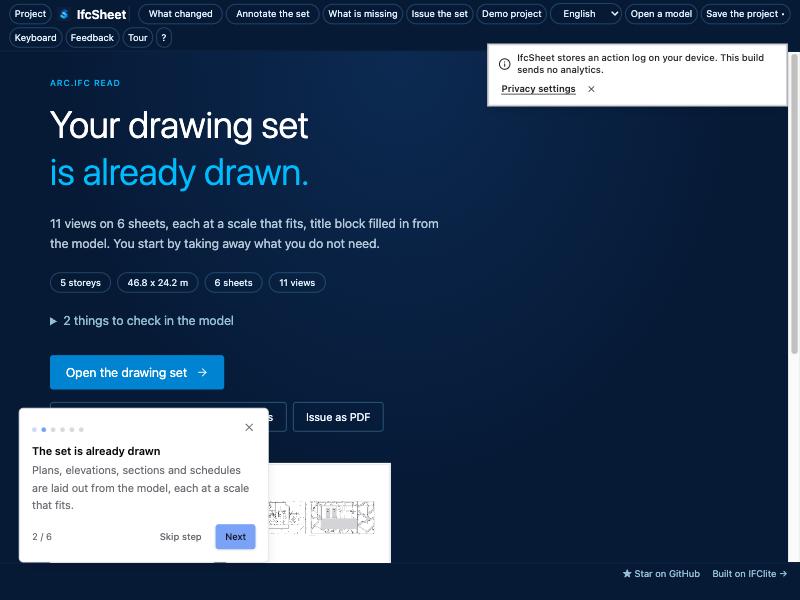 Project
IfcSheet
What changed
Annotate the set
What is missing
Issue the set
Demo project
English
Open a model
Save the project
Keyboard
Feedback
Tour
?
IfcSheet stores an action log on your device. This build
sends no analytics.
Privacy settings
ARC.IFC READ
Your drawing set
is already drawn.
11 views on 6 sheets, each at a scale that fits, title block filled in from
the model. You start by taking away what you do not need.
5 storeys
46.8 x 24.2 m
6 sheets
11 views
2 things to check in the model
Open the drawing set →
Issue as PDF
The set is already drawn
Plans, elevations, sections and schedules
are laid out from the model, each at a scale
that fits.
2 / 6
Skip step
Next
Star on GitHub
Built on IFClite →